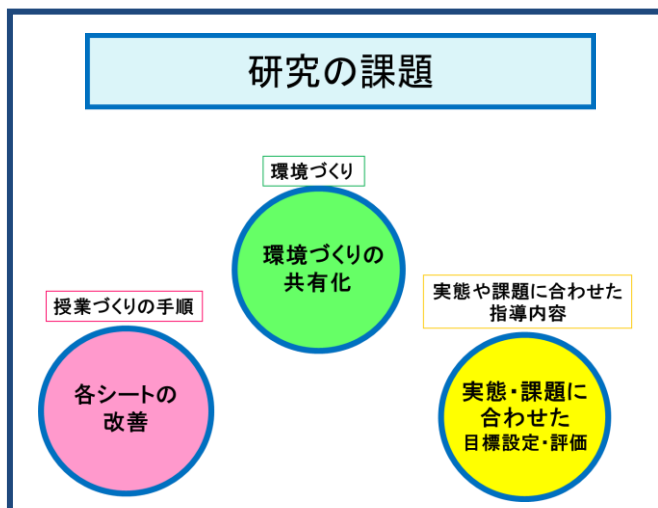 研究の課題
環境づくり
環境づくりの
共有化
授業づくりの手順
各シートの
改善
実態や課題に合わせた
指導内容
実態・課題に
合わせた
目標設定・評価